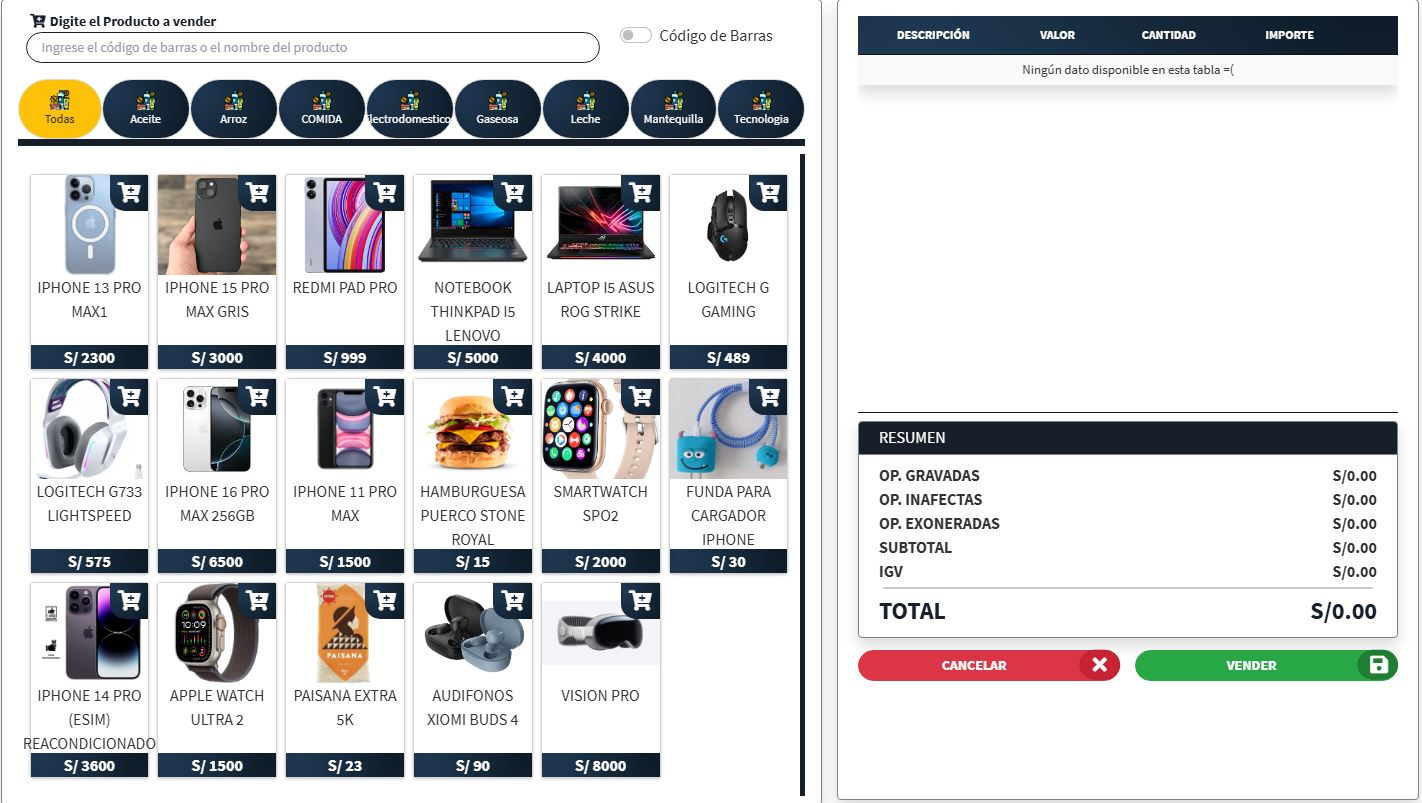 Digite el Producto a vender
Ingrese el código de barras o el nombre del producto
Código de Barras
Todas
Aceite
Arroz
COMIDA
lectrodomestico
Gaseosa
Leche
Mantequilla
Tecnologia
IPHONE 13 PRO
MAX1
S/ 2300
IPHONE 15 PRO
MAX GRIS
S/ 3000
REDMI PAD PRO
S/ 999
NOTEBOOK
THINKPAD I5
LENOVO
S/ 5000
LAPTOP I5 ASUS
ROG STRIKE
S/ 4000
LOGITECH G
GAMING
S/ 489
LOGITECH G733
LIGHTSPEED
S/ 575
IPHONE 16 PRO
MAX 256GB
S/ 6500
IPHONE 11 PRO
MAX
S/ 1500
HAMBURGUESA
PUERCO STONE
ROYAL
S/ 15
SMARTWATCH
SPO2
S/ 2000
FUNDA PARA
CARGADOR
IPHONE
S/ 30
IPHONE 14 PRO
(ESIM)
REACONDICIONADO
S/ 3600
10:09
APPLE WATCH
ULTRA 2
S/ 1500
PAISANA
PAISANA EXTRA
5K
S/ 23
AUDIFONOS
XIOMI BUDS 4
S/ 90
VISION PRO
S/ 8000
DESCRIPCIÓN VALOR CANTIDAD IMPORTE
Ningún dato disponible en esta tabla =(
RESUMEN
OP. GRAVADAS S/0.00
OP. INAFECTAS S/0.00
OP. EXONERADAS S/0.00
SUBTOTAL S/0.00
IGV S/0.00
TOTAL S/0.00
CANCELAR
VENDER